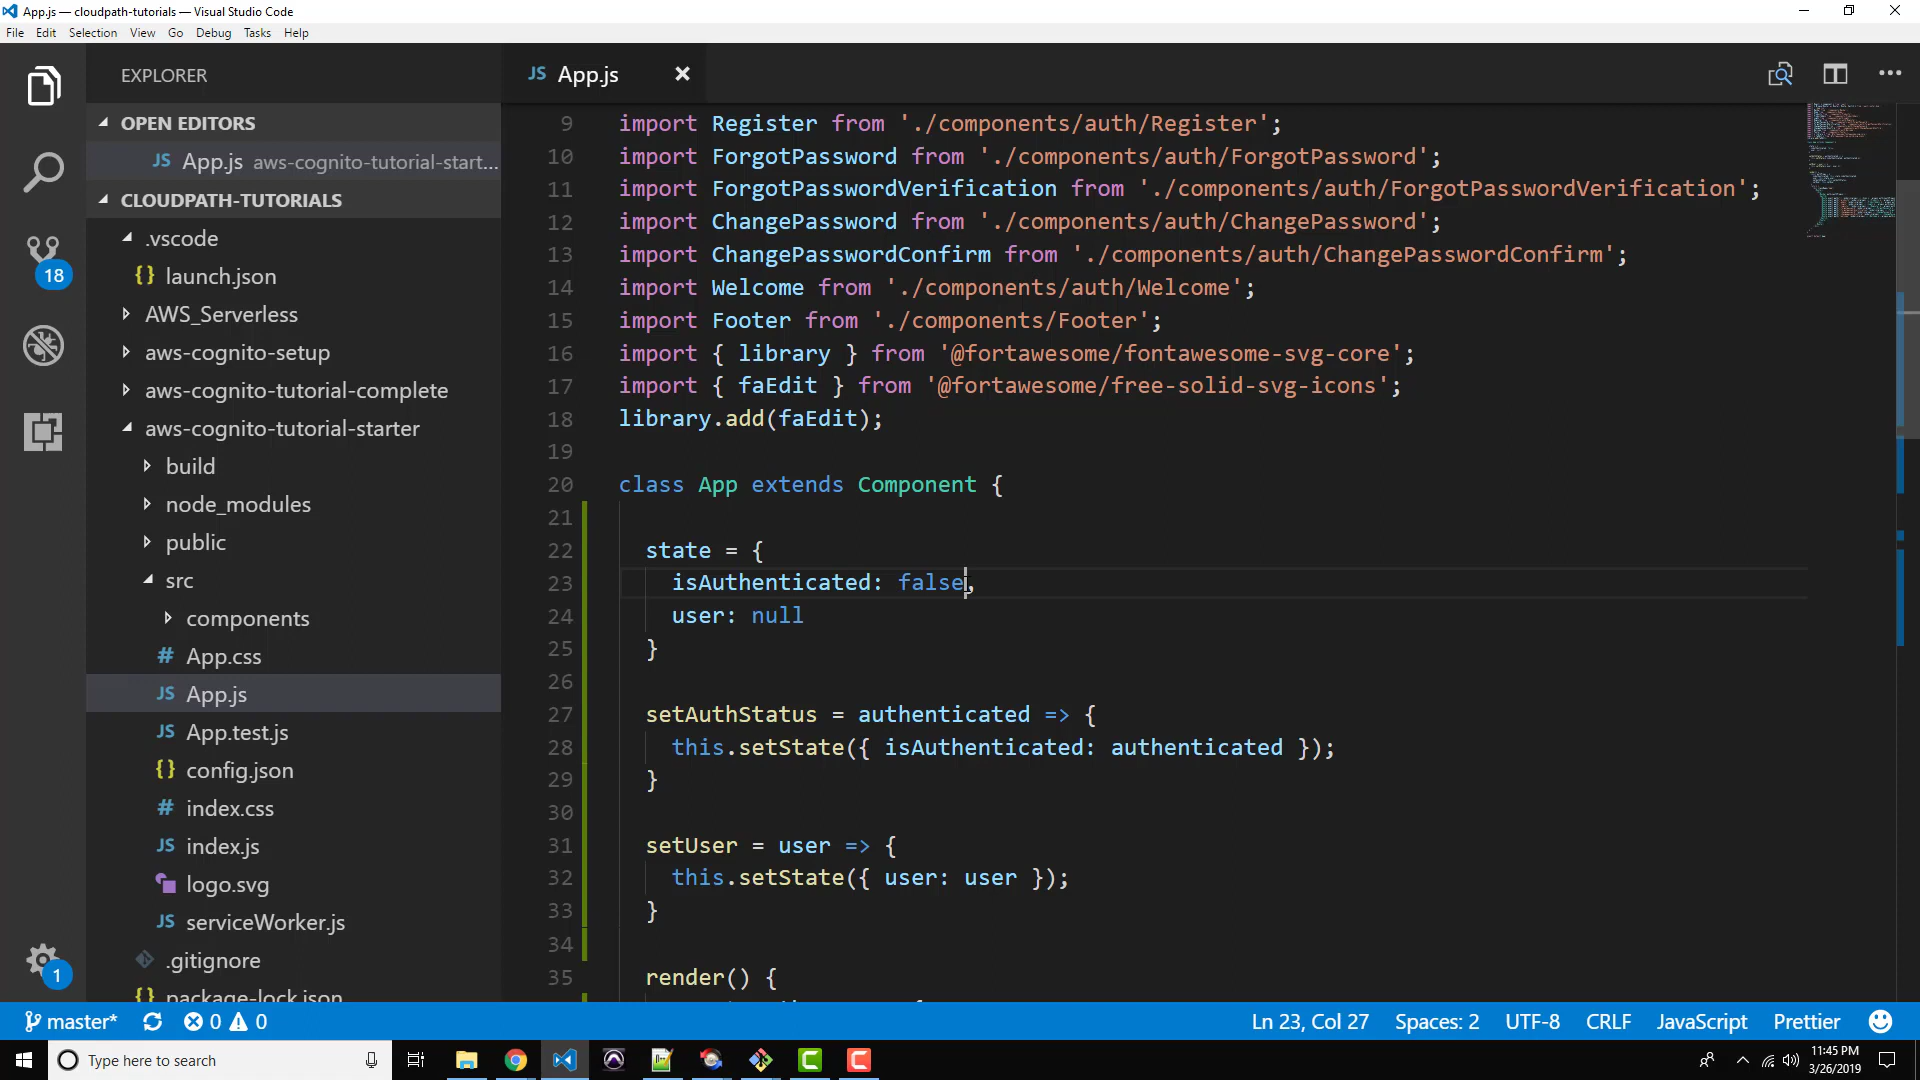 App.js — cloudpath-tutorials — Visual Studio Code
File Edit Selection View Go Debug Tasks Help
EXPLORER
OPEN EDITORS
JS App.js aws-cognito-tutorial-start...
CLOUDPATH-TUTORIALS
.vscode
{} launch.json
AWS_Serverless
aws-cognito-setup
aws-cognito-tutorial-complete
aws-cognito-tutorial-starter
build
node_modules
public
src
components
# App.css
JS App.js
JS App.test.js
{} config.json
# index.css
JS index.js
logo.svg
JS serviceWorker.js
.gitignore
{} package-lock.json
18
1
JS App.js
9 import Register from './components/auth/Register';
10 import ForgotPassword from './components/auth/ForgotPassword';
11 import ForgotPasswordVerification from './components/auth/ForgotPasswordVerification';
12 import ChangePassword from './components/auth/ChangePassword';
13 import ChangePasswordConfirm from './components/auth/ChangePasswordConfirm';
14 import Welcome from './components/auth/Welcome';
15 import Footer from './components/Footer';
16 import { library } from '@fortawesome/fontawesome-svg-core';
17 import { faEdit } from '@fortawesome/free-solid-svg-icons';
18 library.add(faEdit);
19
20 class App extends Component {
21
22 state = {
23 isAuthenticated: false,
24 user: null
25 }
26
27 setAuthStatus = authenticated => {
28 this.setState({ isAuthenticated: authenticated });
29 }
30
31 setUser = user => {
32 this.setState({ user: user });
33 }
34
35 render() {
master* 0 0
Ln 23, Col 27 Spaces: 2 UTF-8 CRLF JavaScript Prettier
Type here to search
11:45 PM
3/26/2019